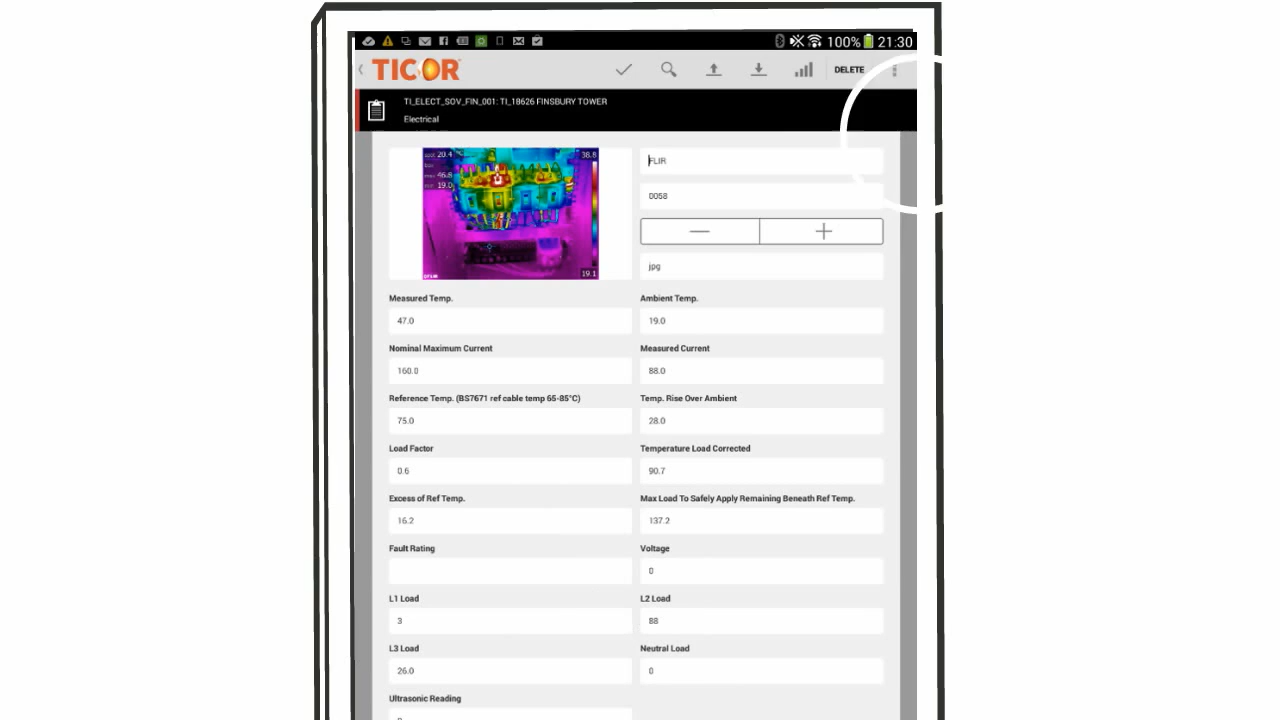 100% 21:30
TICOR
DELETE
TI_ELECT_SOV_FIN_001: TI_18626 FINSBURY TOWER
Electrical
20.4
38.8
46.8
19.0
19.1
FLIR
0058
jpg
Measured Temp.
Ambient Temp.
47.0
19.0
Nominal Maximum Current
Measured Current
160.0
88.0
Reference Temp. (BS7671 ref cable temp 65-85°C)
Temp. Rise Over Ambient
75.0
28.0
Load Factor
Temperature Load Corrected
0.6
90.7
Excess of Ref Temp.
Max Load To Safely Apply Remaining Beneath Ref Temp.
16.2
137.2
Fault Rating
Voltage
0
L1 Load
L2 Load
3
88
L3 Load
Neutral Load
26.0
0
Ultrasonic Reading